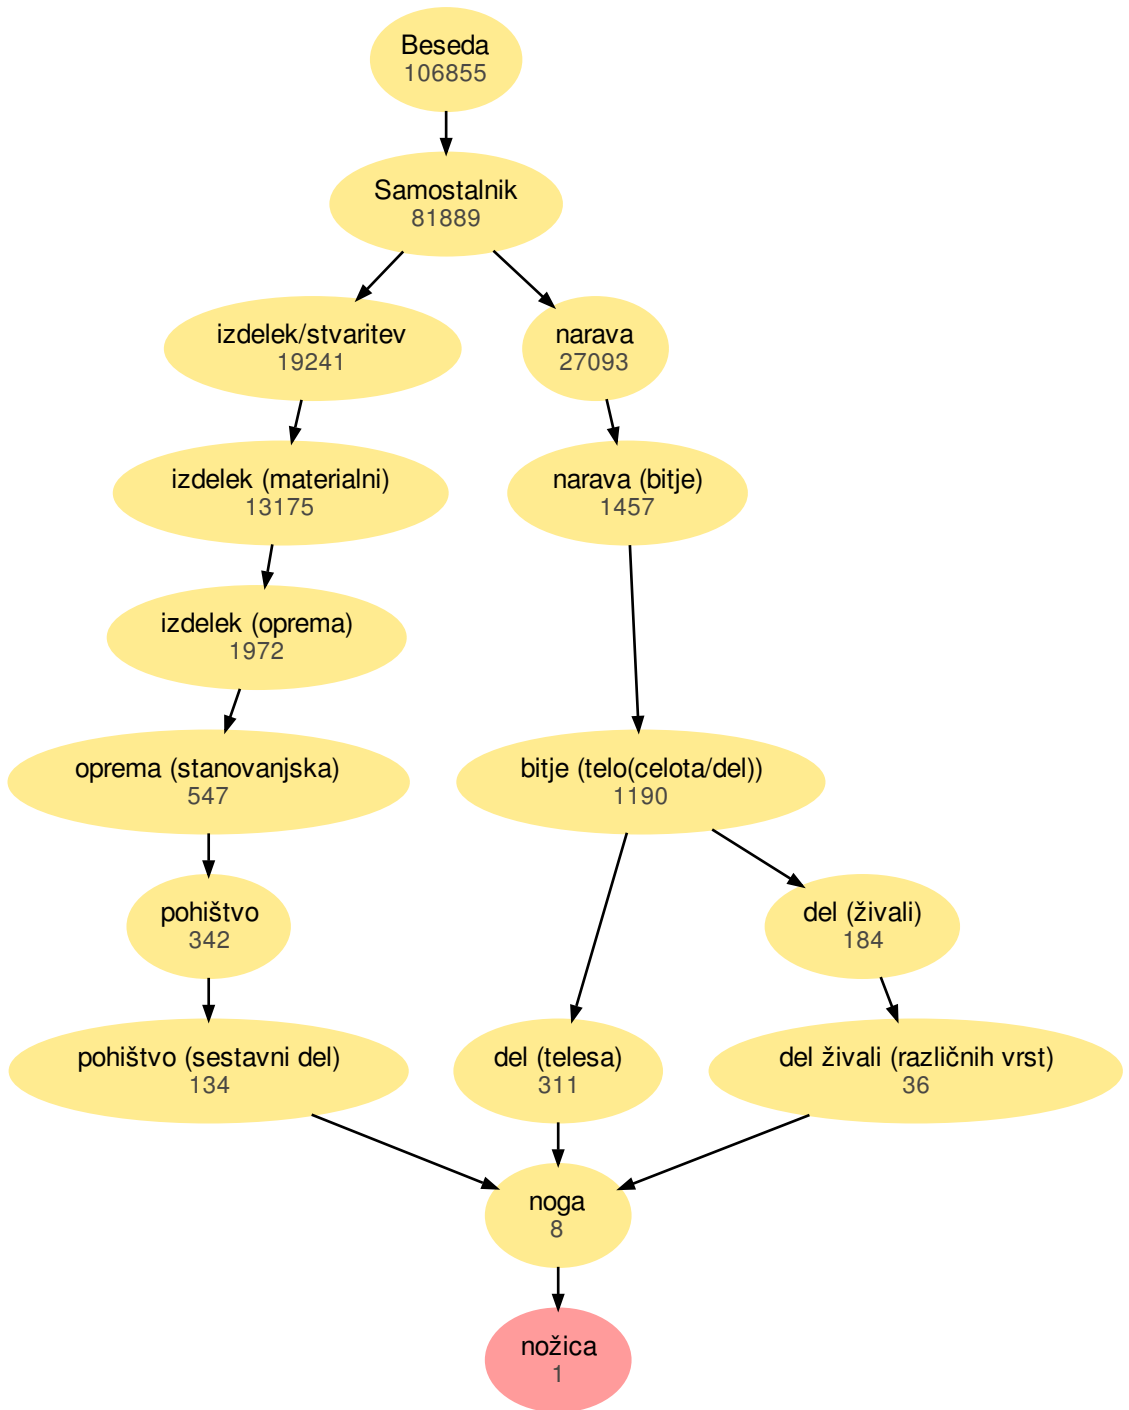 Beseda
106855
Samostalnik
81889
izdelek/stvaritev
19241
narava
27093
izdelek (materialni)
13175
narava (bitje)
1457
izdelek (oprema)
1972
oprema (stanovanjska)
547
bitje (telo(celota/del))
1190
pohištvo
342
del (živali)
184
pohištvo (sestavni del)
134
del (telesa)
311
del živali (različnih vrst)
36
noga
8
nožica
1